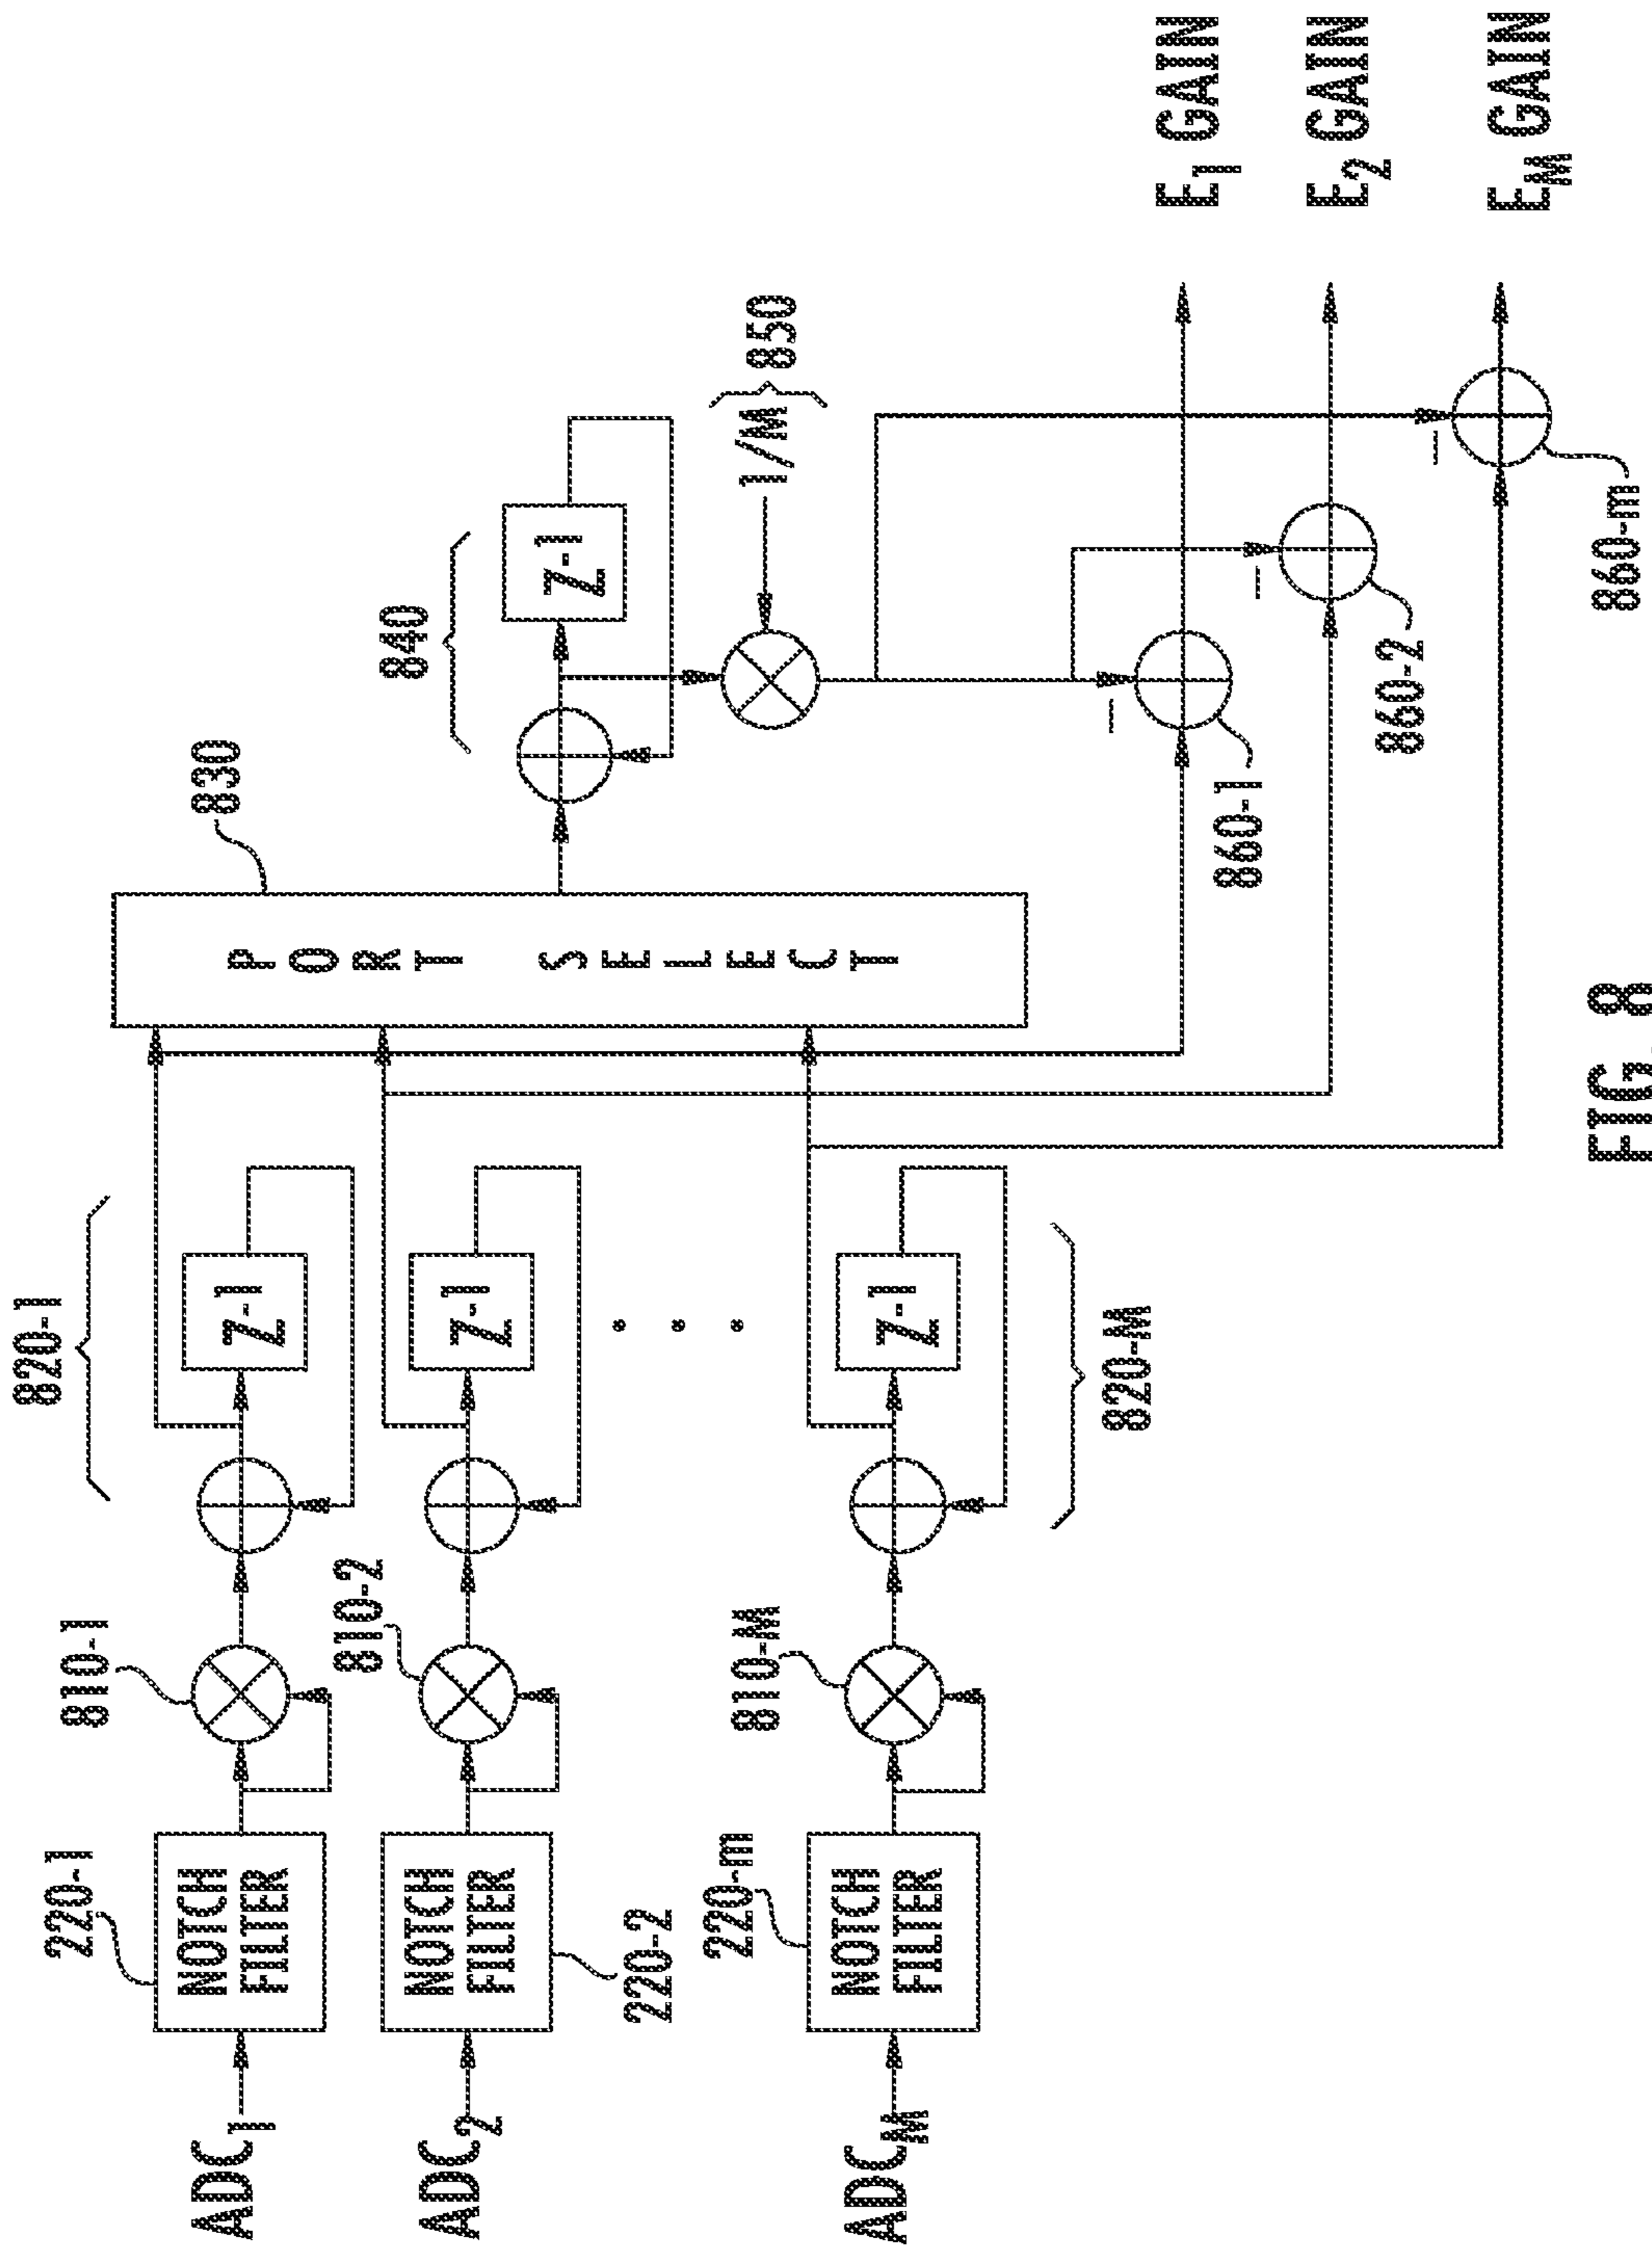 820-1
830
840
220-1
810-1
ADC1
NOTCH
FILTER
Z-1
PORT SELECT
Z-1
1/M
850
810-2
ADC2
NOTCH
FILTER
Z-1
220-2
220-m
810-M
ADCM
NOTCH
FILTER
Z-1
820-M
E1 GAIN
E2 GAIN
EM GAIN
860-1
860-2
860-m
FIG. 8